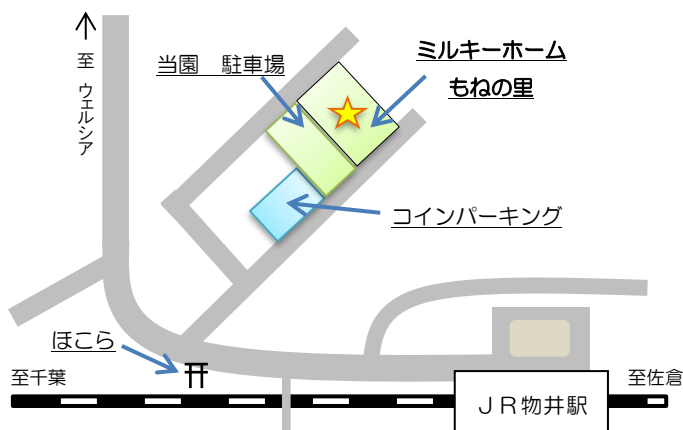 至 ウェルシア
当園 駐車場
ミルキーホーム
もねの里
コインパーキング
ほこら
至千葉
至佐倉
JR物井駅